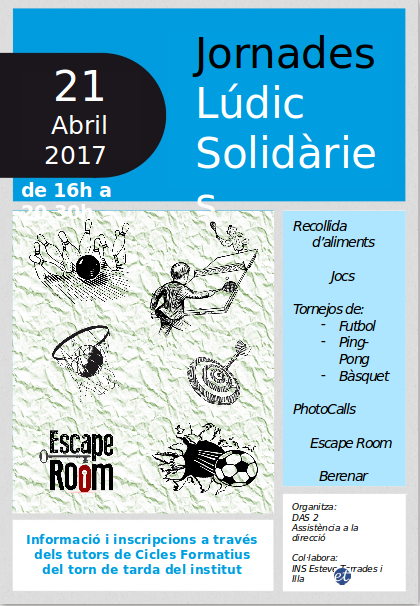 21
Abril
2017
de 16h a
20.30h
Jornades
Lúdic
Solidàrie
s
Escape
Room
Recollida
d’aliments
Jocs
Tornejos de:
- Futbol
- Ping-
Pong
- Bàsquet
PhotoCalls
Escape Room
Berenar
Informació i inscripcions a través
dels tutors de Cicles Formatius
del torn de tarda del institut
Organitza:
DAS 2
Assistència a la
direcció
Col·labora:
INS Esteve Terrades i
Illa
et